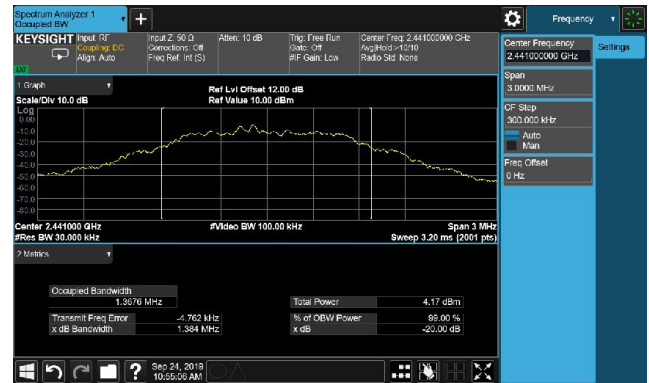 Spectrum Analyzer 1
Occupied BW
Frequency
KEYSIGHT
Input: RF
Coupling: DC
Align: Auto
Input Z: 50 Ω
Corrections: Off
Freq Ref: Int (S)
Atten: 10 dB
Trig: Free Run
Gate: Off
#IF Gain: Low
Center Freq: 2.441000000 GHz
Avg|Hold:>10/10
Radio Std: None
LXI
Center Frequency
2.441000000 GHz
Settings
Span
3.0000 MHz
CF Step
300.000 kHz
Auto
Man
Freq Offset
0 Hz
1 Graph
Scale/Div 10.0 dB
Ref Lvl Offset 12.00 dB
Ref Value 10.00 dBm
Log
0.00
-10.0
-20.0
-30.0
-40.0
-50.0
-60.0
-70.0
-80.0
Center 2.441000 GHz
#Res BW 30.000 kHz
#Video BW 100.00 kHz
Span 3 MHz
Sweep 3.20 ms (2001 pts)
2 Metrics
Occupied Bandwidth
1.3676 MHz
Total Power 4.17 dBm
Transmit Freq Error -4.762 kHz
% of OBW Power 99.00 %
x dB Bandwidth 1.384 MHz
x dB -20.00 dB
?
Sep 24, 2019
10:55:06 AM